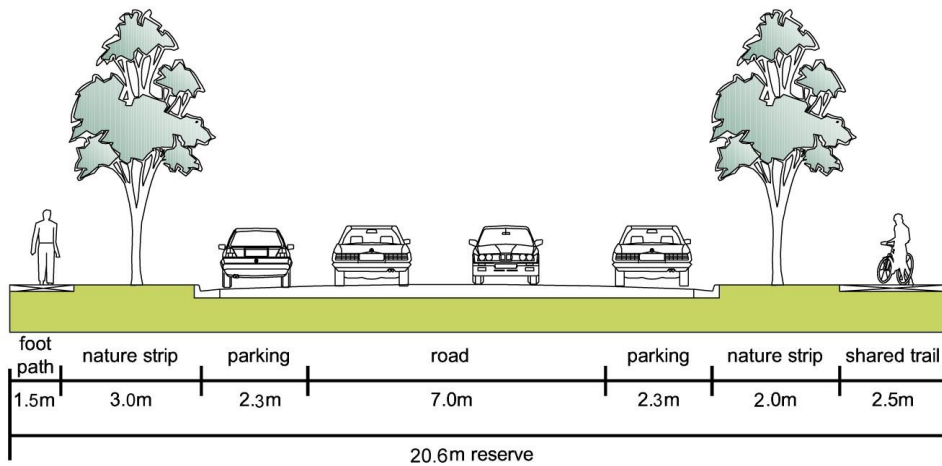 foot
path nature strip parking road parking nature strip shared trail
1.5m 3.0m 2.3m 7.0m 2.3m 2.0m 2.5m
20.6m reserve